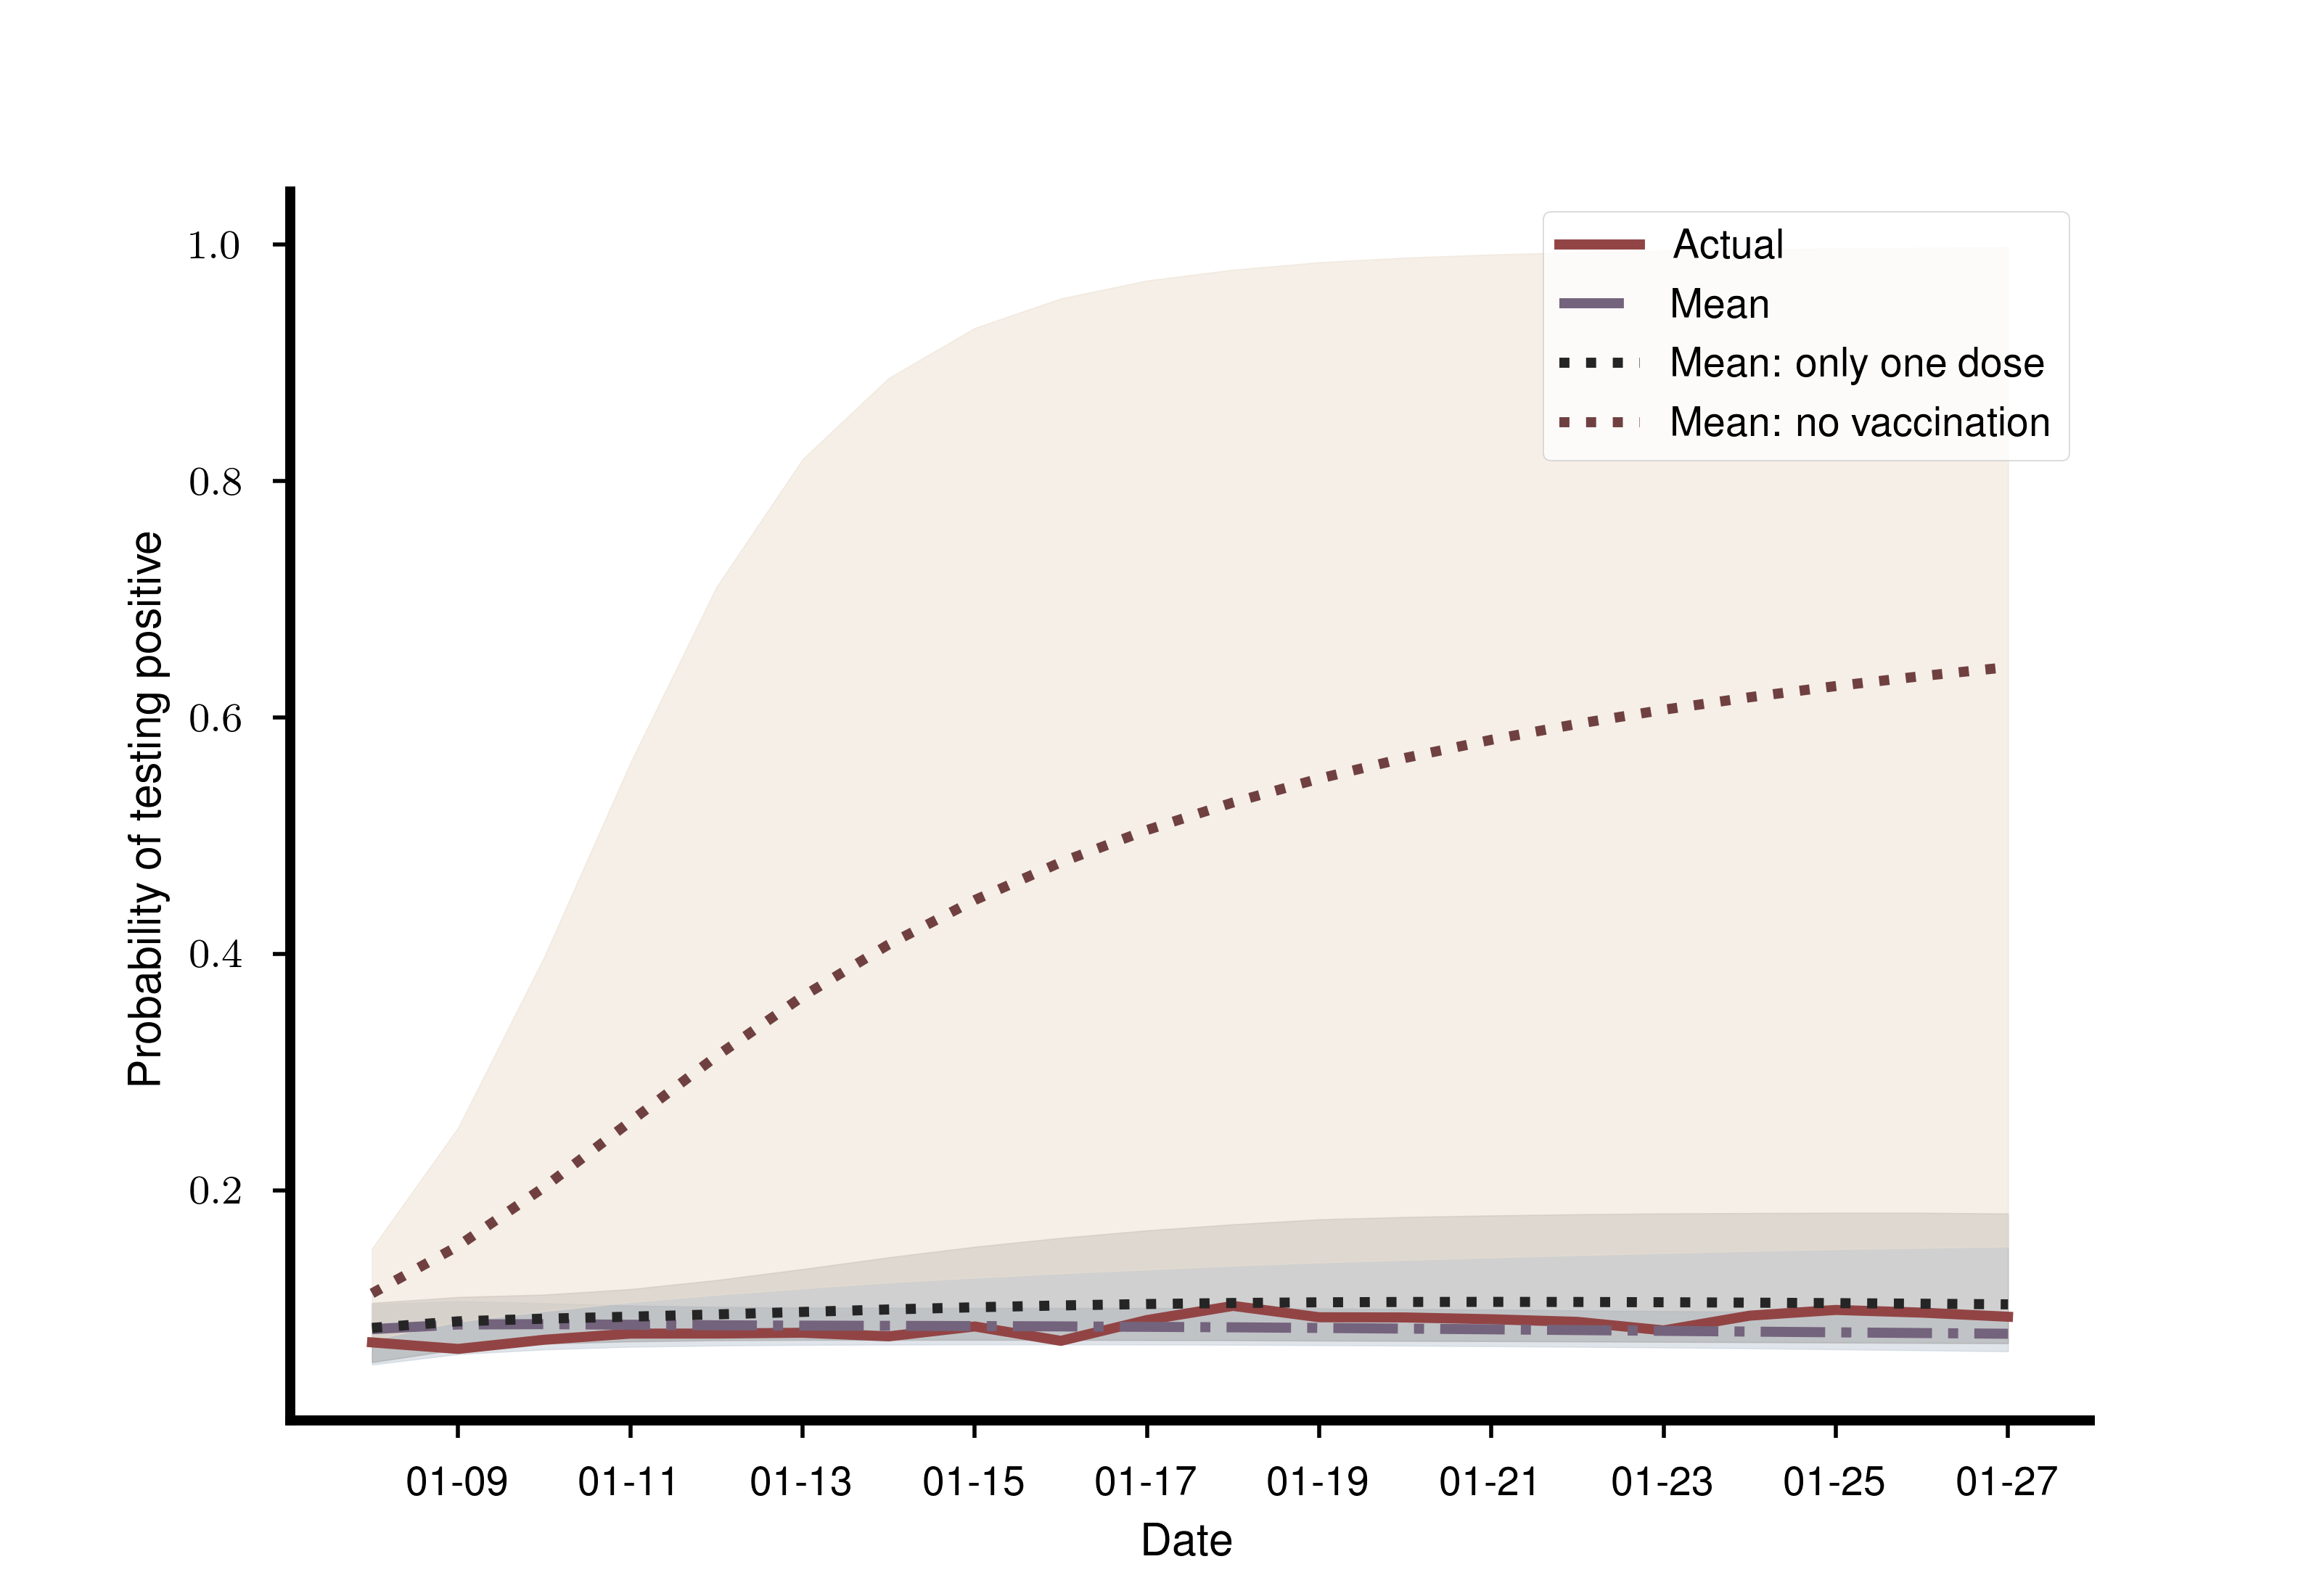 1.0
0.8
0.6
0.4
0.2
Probability of testing positive
Actual
Mean
Mean: only one dose
Mean: no vaccination
01-09 01-11 01-13 01-15 01-17 01-19 01-21 01-23 01-25 01-27
Date